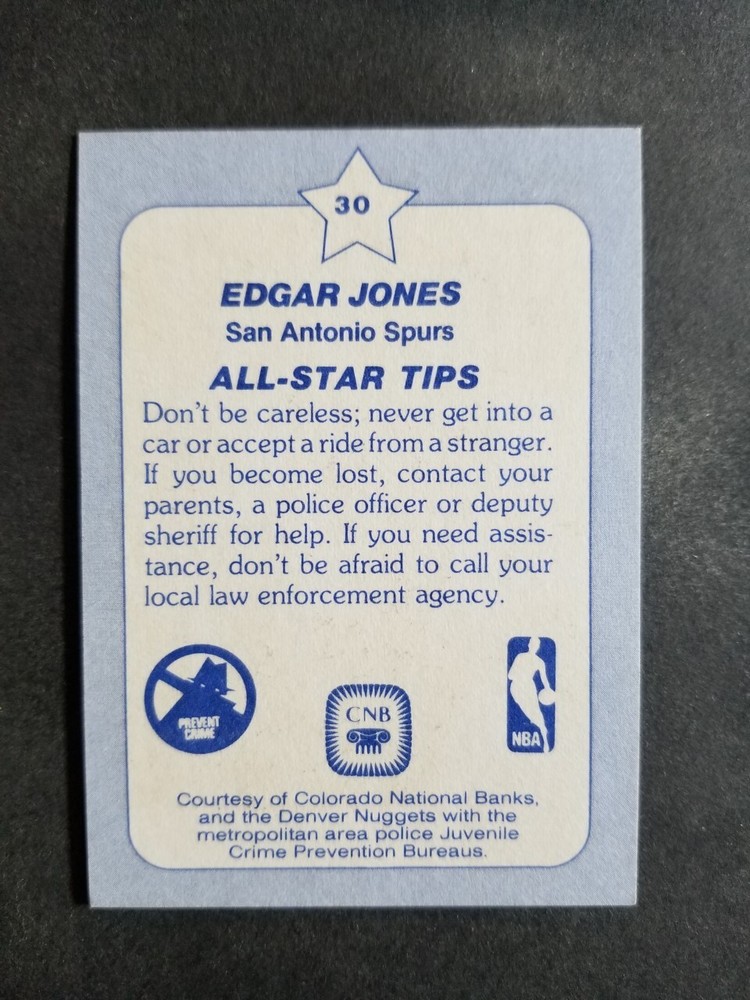 30
EDGAR JONES
San Antonio Spurs
ALL-STAR TIPS
Don't be careless; never get into a
car or accept a ride from a stranger.
If you become lost, contact your
parents, a police officer or deputy
sheriff for help. If you need assis-
tance, don't be afraid to call your
local law enforcement agency.
PREVENT
CRIME
CNB
NBA
Courtesy of Colorado National Banks,
and the Denver Nuggets with the
metropolitan area police Juvenile
Crime Prevention Bureaus.